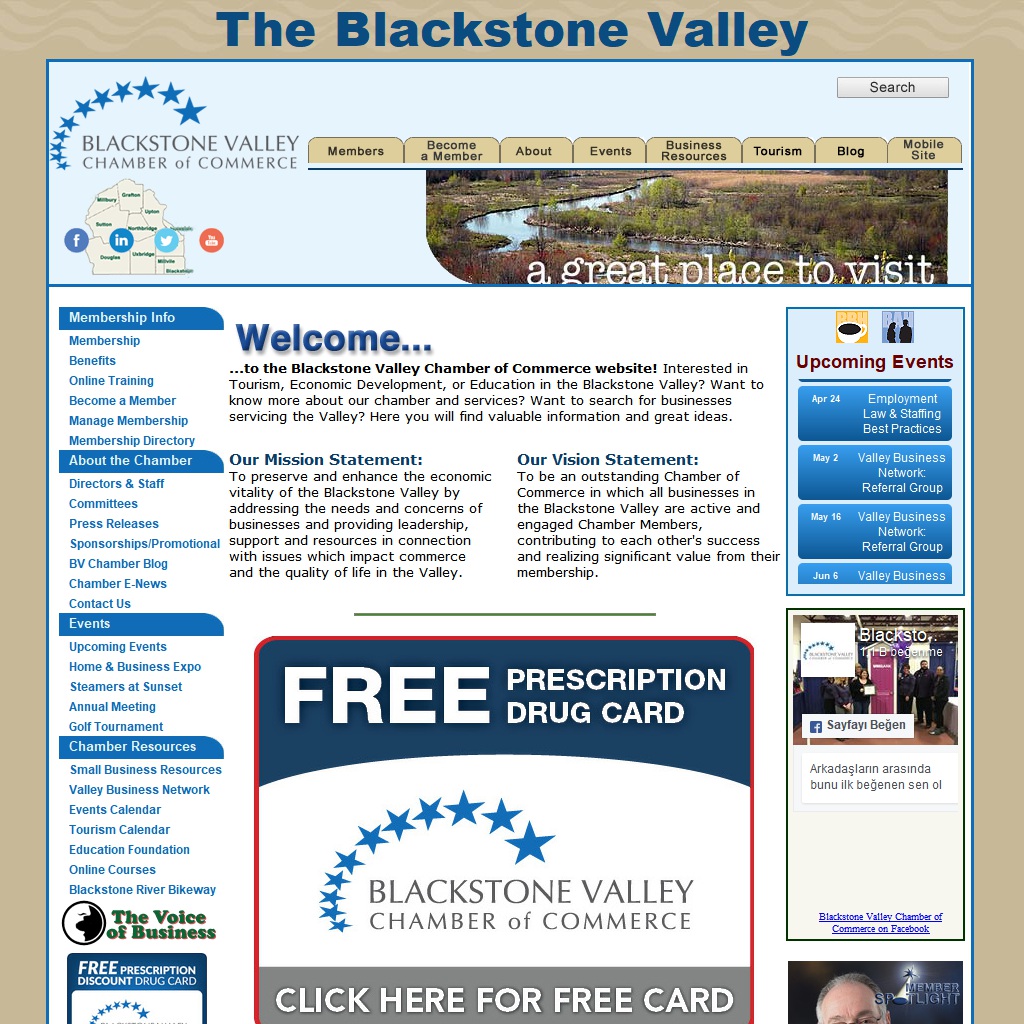 The Blackstone Valley
Search
BLACKSTONE VALLEY
CHAMBER of COMMERCE
Members
Become
a Member
About
Events
Business
Resources
Tourism
Blog
Mobile
Site
Millbury
Grafton
Upton
Sutton
Northbridge
Douglas
Uxbridge
Millville
a great place to visit
Membership Info
Membership
Benefits
Online Training
Become a Member
Manage Membership
Membership Directory
About the Chamber
Directors & Staff
Committees
Press Releases
Sponsorships/Promotional
BV Chamber Blog
Chamber E-News
Contact Us
Events
Upcoming Events
Home & Business Expo
Steamers at Sunset
Annual Meeting
Golf Tournament
Chamber Resources
Small Business Resources
Valley Business Network
Events Calendar
Tourism Calendar
Education Foundation
Online Courses
Blackstone River Bikeway
The Voice
of Business
FREE PRESCRIPTION
DISCOUNT DRUG CARD
Welcome...
...to the Blackstone Valley Chamber of Commerce website! Interested in
Tourism, Economic Development, or Education in the Blackstone Valley? Want to
know more about our chamber and services? Want to search for businesses
servicing the Valley? Here you will find valuable information and great ideas.
Our Mission Statement:
To preserve and enhance the economic
vitality of the Blackstone Valley by
addressing the needs and concerns of
businesses and providing leadership,
support and resources in connection
with issues which impact commerce
and the quality of life in the Valley.
Our Vision Statement:
To be an outstanding Chamber of
Commerce in which all businesses in
the Blackstone Valley are active and
engaged Chamber Members,
contributing to each other's success
and realizing significant value from their
membership.
FREE PRESCRIPTION
DRUG CARD
BLACKSTONE VALLEY
CHAMBER of COMMERCE
CLICK HERE FOR FREE CARD
Upcoming Events
Apr 24 Employment
Law & Staffing
Best Practices
May 2 Valley Business
Network:
Referral Group
May 16 Valley Business
Network:
Referral Group
Jun 6 Valley Business
Blacksto...
1,1 B beğenme
Sayfayı Beğen
Arkadaşların arasında
bunu ilk beğenen sen ol
Blackstone Valley Chamber of
Commerce on Facebook
MEMBER
SPOTLIGHT